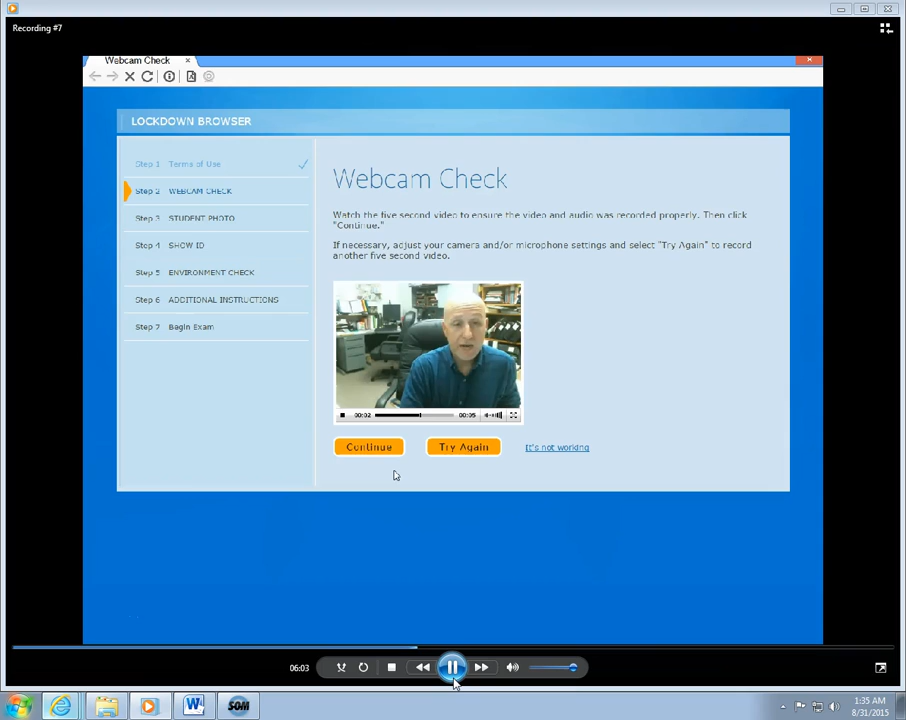 Recording #7
Webcam Check
LOCKDOWN BROWSER
Step 1 Terms of Use
Step 2 WEBCAM CHECK
Step 3 STUDENT PHOTO
Step 4 SHOW ID
Step 5 ENVIRONMENT CHECK
Step 6 ADDITIONAL INSTRUCTIONS
Step 7 Begin Exam
Webcam Check
Watch the five second video to ensure the video and audio was recorded properly. Then click
"Continue."
If necessary, adjust your camera and/or microphone settings and select "Try Again" to record
another five second video.
00:02 00:05
Continue Try Again It's not working
06:03
W SOM
1:35 AM
8/31/2015